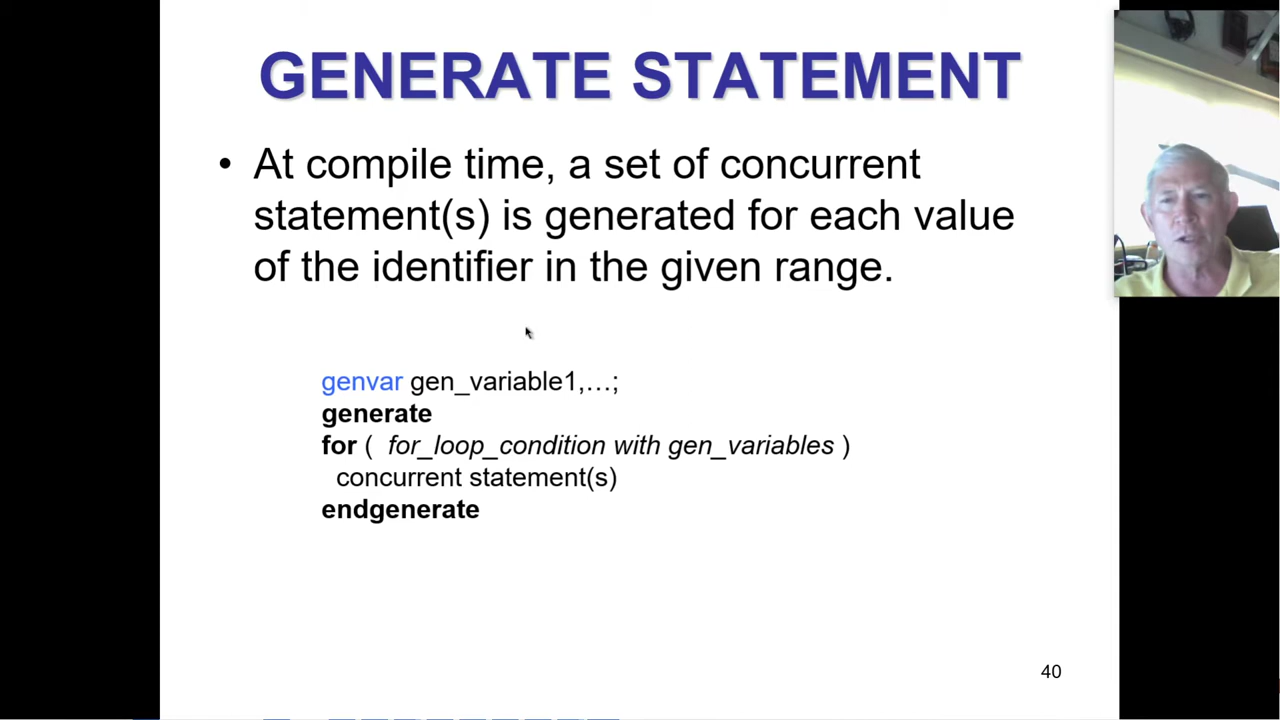 GENERATE STATEMENT
• At compile time, a set of concurrent
statement(s) is generated for each value
of the identifier in the given range.
genvar gen_variable1,…;
generate
for ( for_loop_condition with gen_variables )
concurrent statement(s)
endgenerate
40